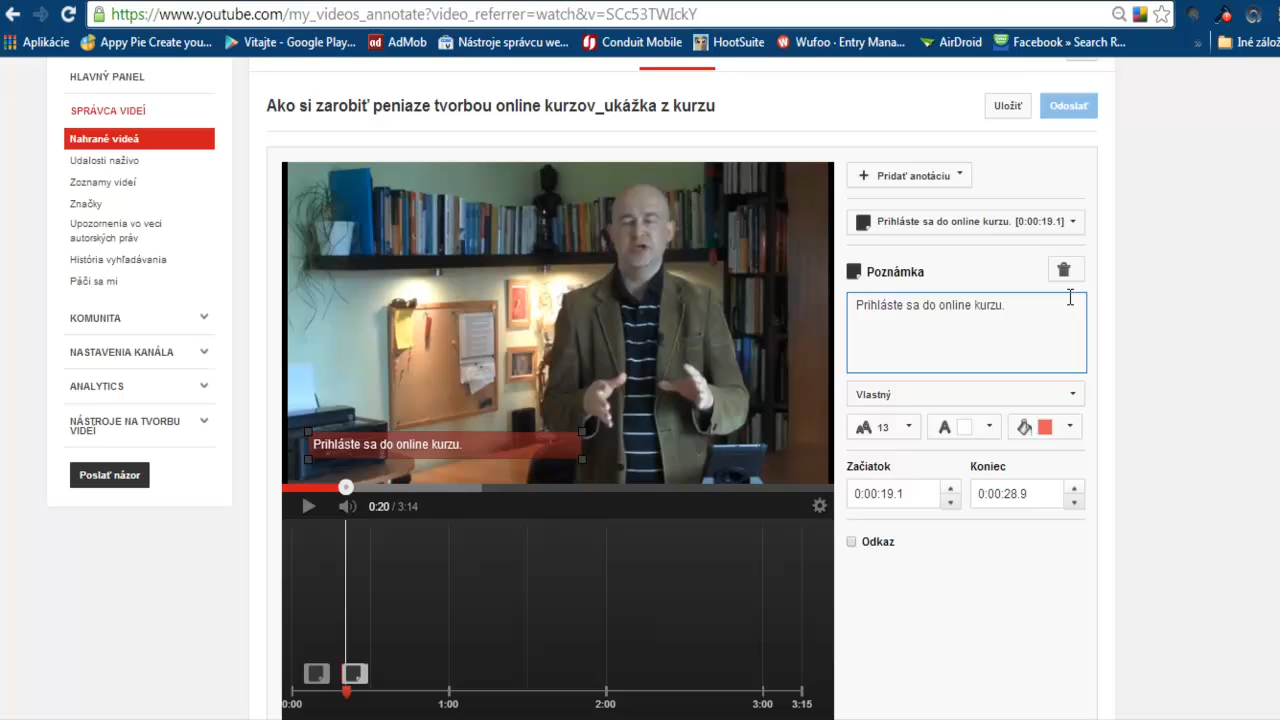 https://www.youtube.com/my_videos_annotate?video_referrer=watch&v=SCc53TWIckY
Aplikácie
Appy Pie Create you...
Vitajte - Google Play...
AdMob
Nástroje správcu we...
Conduit Mobile
HootSuite
Wufoo · Entry Mana...
AirDroid
Facebook » Search R...
»
Iné zálož
HLAVNÝ PANEL
SPRÁVCA VIDEÍ
Nahrané videá
Udalosti naživo
Zoznamy videí
Značky
Upozornenia vo veci
autorských práv
História vyhľadávania
Páči sa mi
KOMUNITA
NASTAVENIA KANÁLA
ANALYTICS
NÁSTROJE NA TVORBU
VIDEÍ
Poslať názor
Ako si zarobiť peniaze tvorbou online kurzov_ukážka z kurzu
Uložiť
Odoslať
Prihláste sa do online kurzu.
0:20 / 3:14
0:00
1:00
2:00
3:00
3:15
+ Pridať anotáciu
Prihláste sa do online kurzu. [0:00:19.1]
Poznámka
Prihláste sa do online kurzu.
Vlastný
AA 13
A
Začiatok
Koniec
0:00:19.1
0:00:28.9
Odkaz